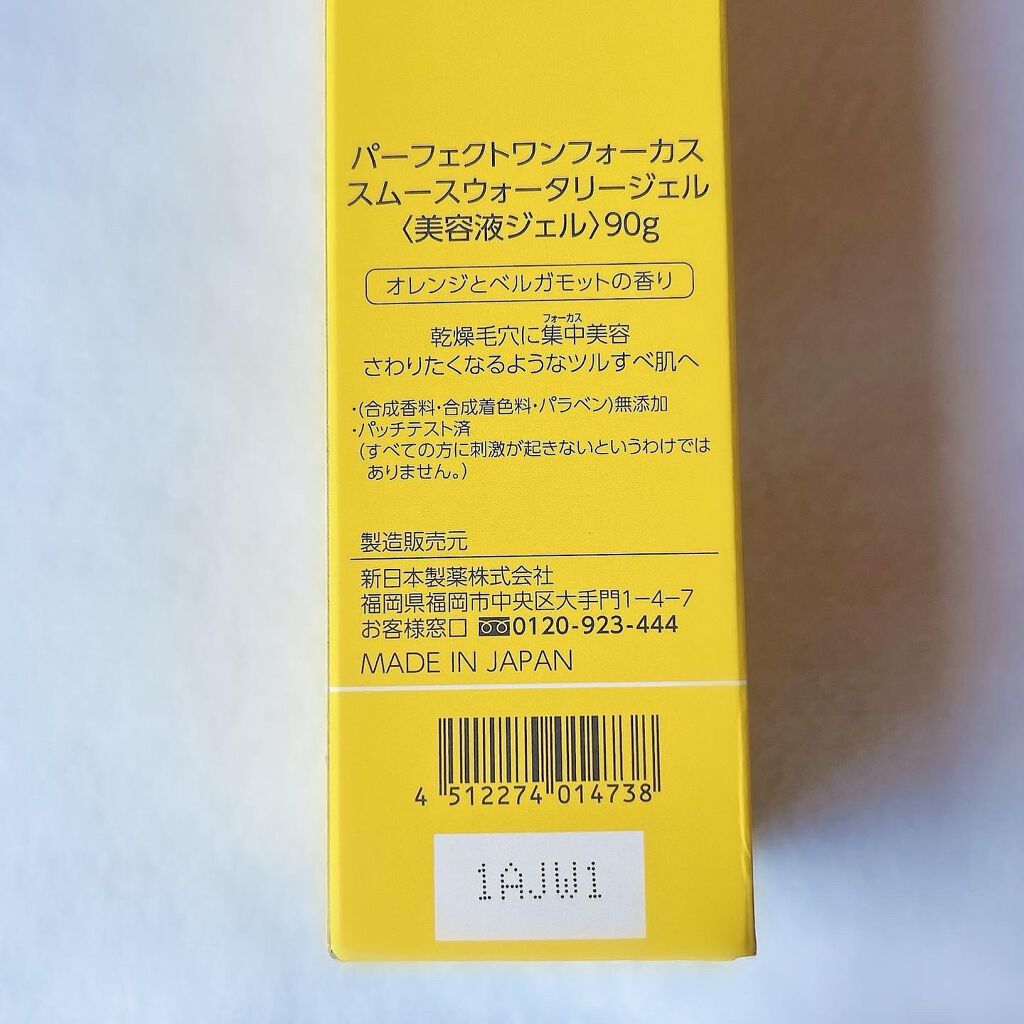 パーフェクトワンフォーカス
スムースウォータリージェル
〈美容液ジェル〉90g
オレンジとベルガモットの香り
フォーカス
乾燥毛穴に集中美容
さわりたくなるようなツルすべ肌へ
・(合成香料・合成着色料・パラベン)無添加
・パッチテスト済
(すべての方に刺激が起きないというわけでは
ありません。)
製造販売元
新日本製薬株式会社
福岡県福岡市中央区大手門1-4-7
お客様窓口 0120-923-444
MADE IN JAPAN
4 512274 014738
1AJW1